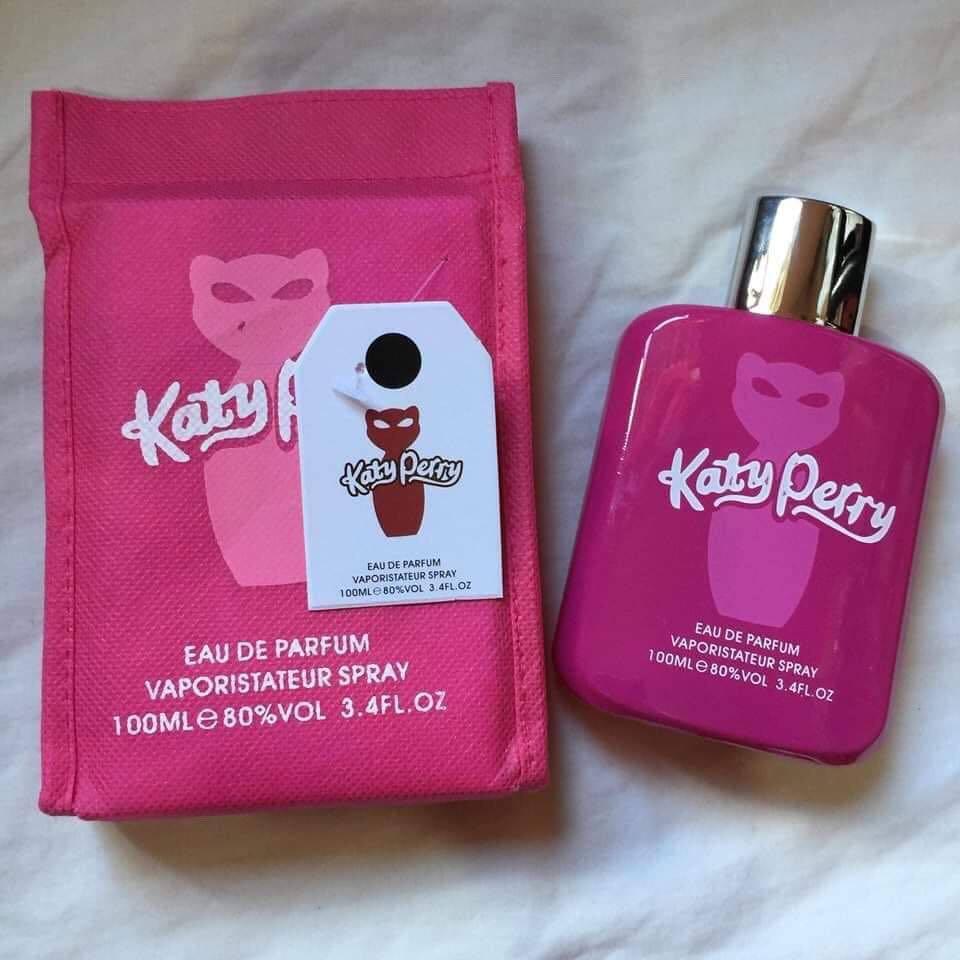 Katy P
EAU DE PARFUM
VAPORISTATEUR SPRAY
100ML℮80%VOL 3.4FL.OZ
Katy Perry
EAU DE PARFUM
VAPORISTATEUR SPRAY
100ML℮80%VOL 3.4FL.OZ
Katy Perry
EAU DE PARFUM
VAPORISTATEUR SPRAY
100ML℮80%VOL 3.4FL.OZ